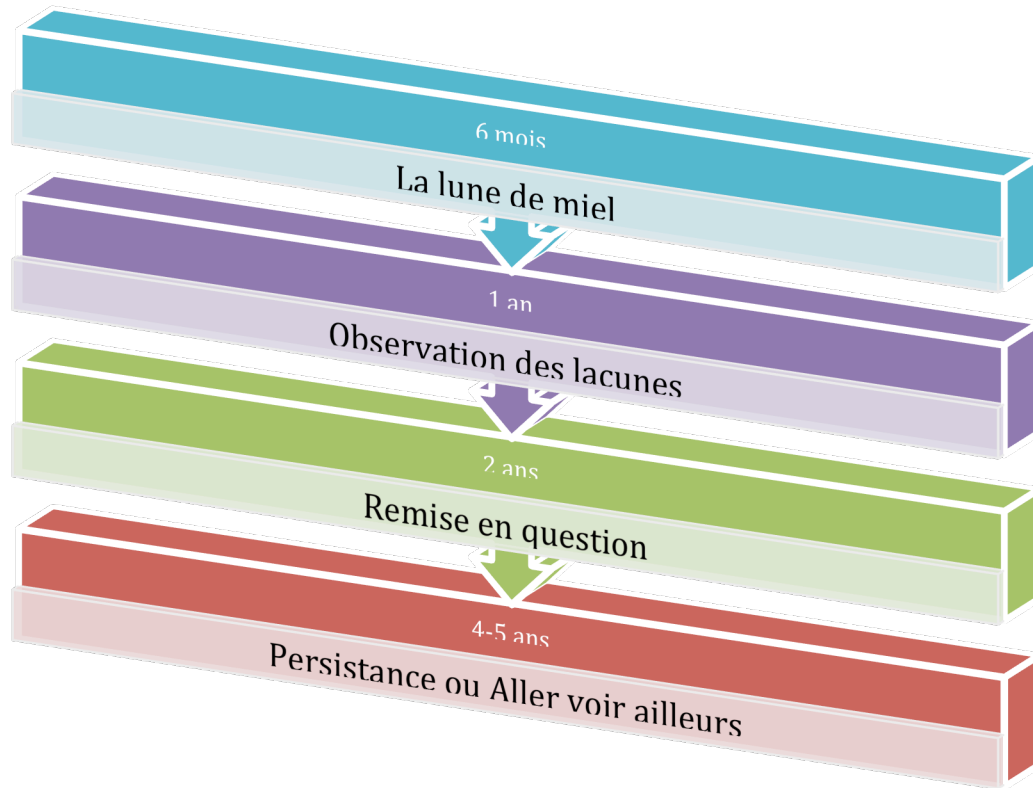 6 mois
La lune de miel
1 an
Observation des lacunes
2 ans
Remise en question
4-5 ans
Persistance ou Aller voir ailleurs